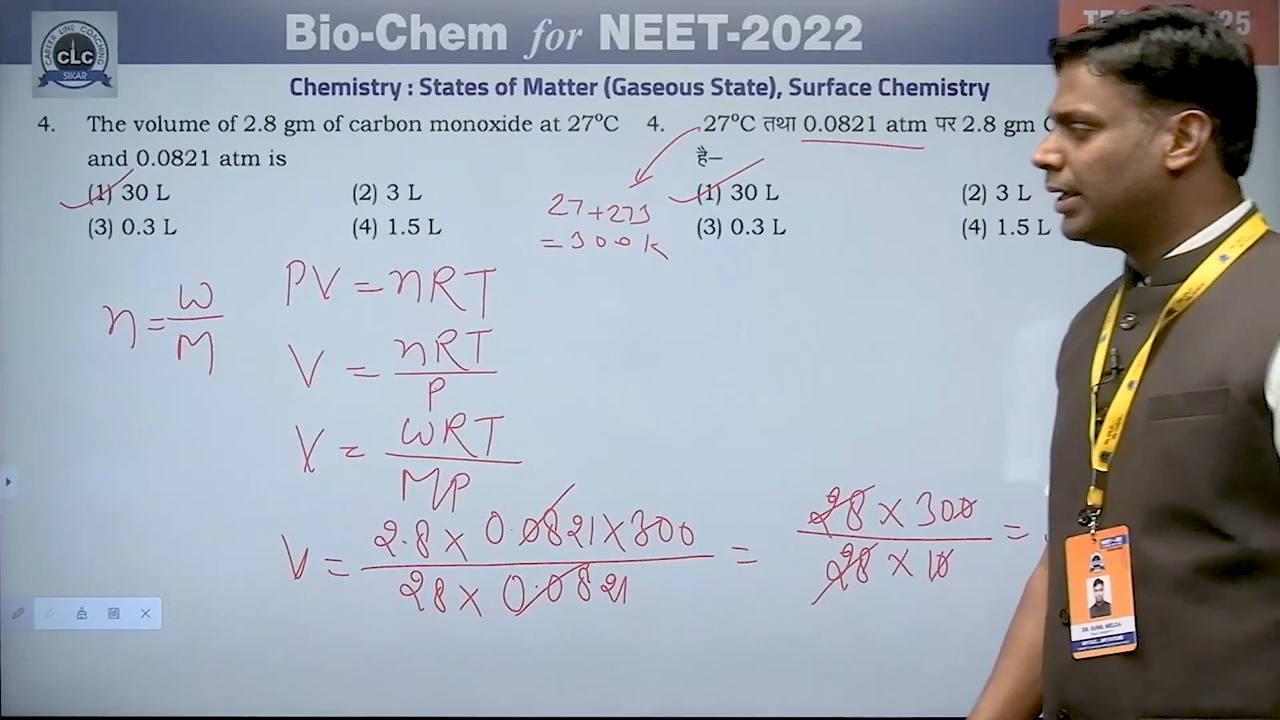 Bio-Chem for NEET-2022
CAREER LINE COACHING
CLC
SIKAR
Chemistry : States of Matter (Gaseous State), Surface Chemistry
4. The volume of 2.8 gm of carbon monoxide at 27°C
and 0.0821 atm is
(1) 30 L (2) 3 L
(3) 0.3 L (4) 1.5 L
4. 27°C तथा 0.0821 atm पर 2.8 gm
है–
(1) 30 L (2) 3 L
(3) 0.3 L (4) 1.5 L
27+273
=300K
n=W/M
PV=nRT
V = nRT/P
V = WRT/MP
V = 2.8 x 0.0821 x 300 / 28 x 0.0821 = 28 x 300 / 28 x 10 =